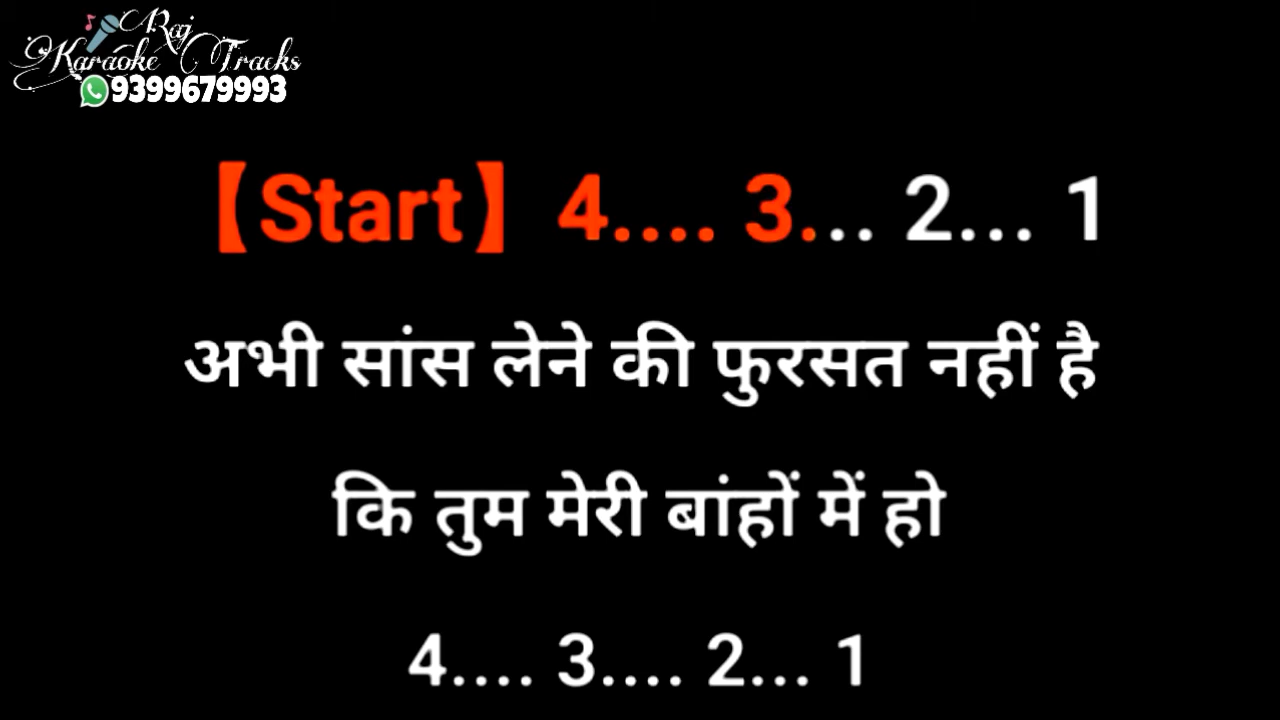 Raj
Karaoke Tracks
9399679993
【Start】 4.... 3... 2... 1
अभी सांस लेने की फुरसत नहीं है
कि तुम मेरी बांहों में हो
4.... 3.... 2... 1